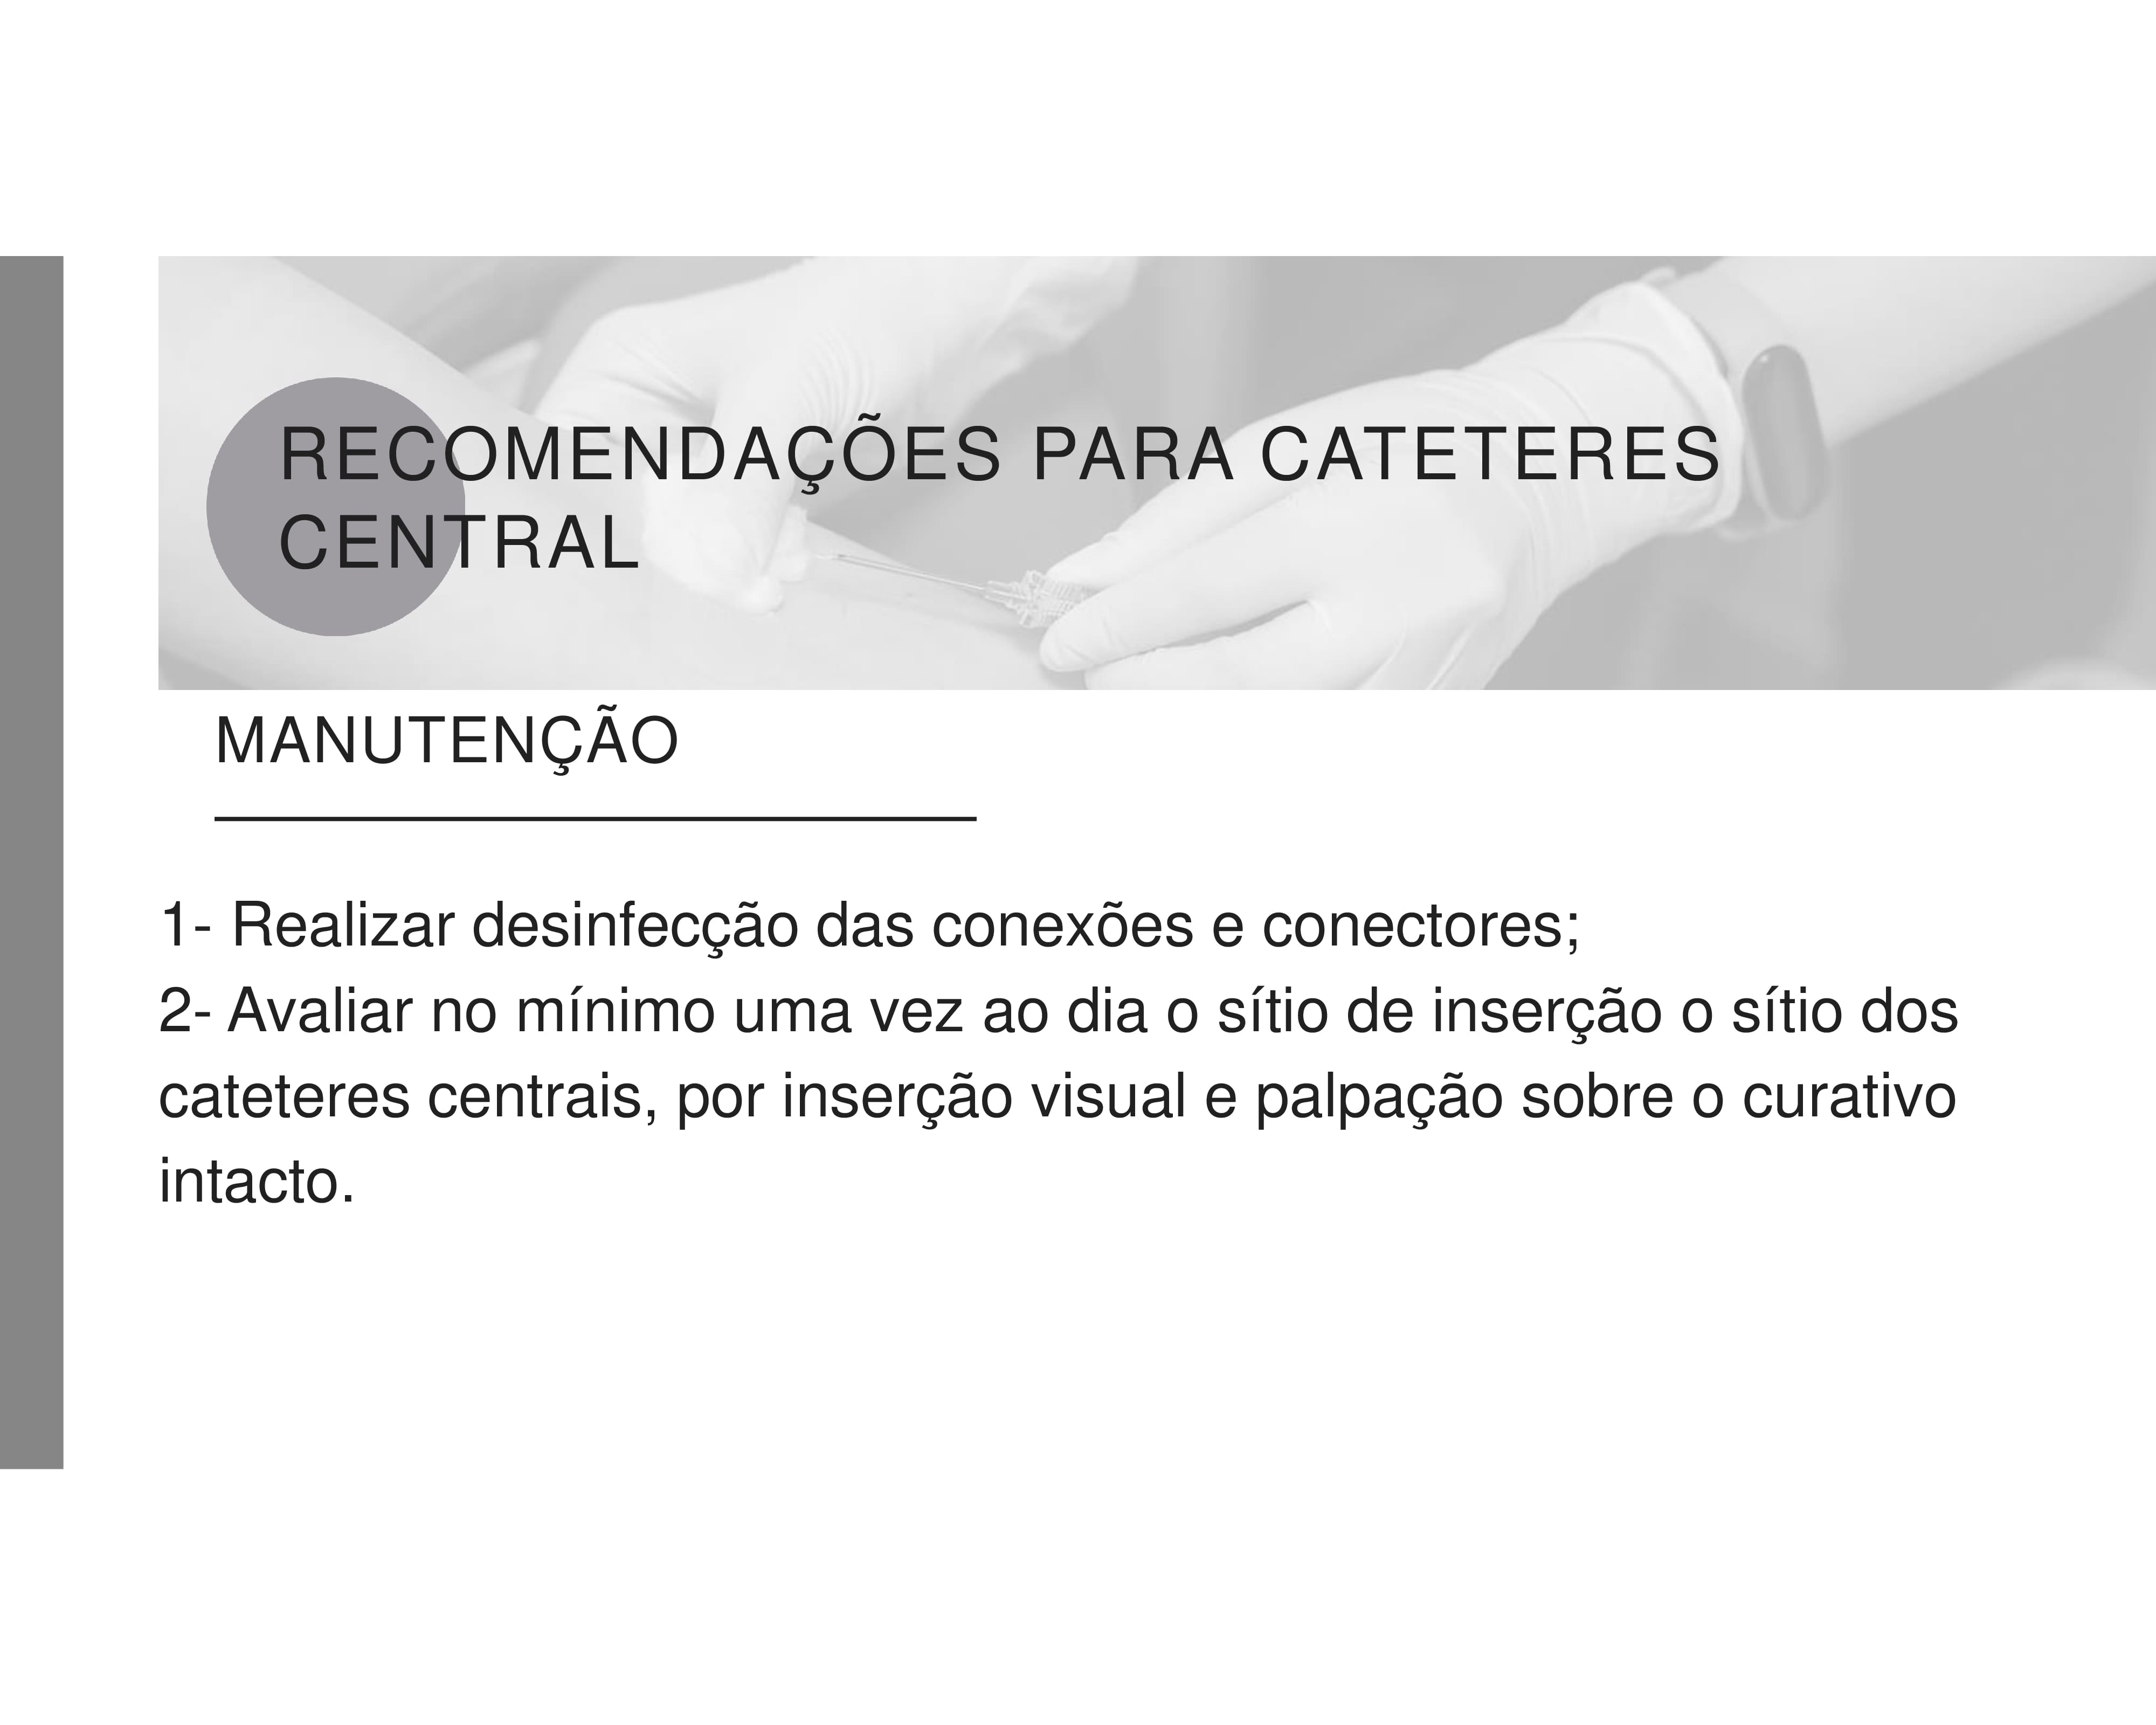 RECOMENDAÇÕES PARA CATETERES
CENTRAL
MANUTENÇÃO
1- Realizar desinfecção das conexões e conectores;
2- Avaliar no mínimo uma vez ao dia o sítio de inserção o sítio dos
cateteres centrais, por inserção visual e palpação sobre o curativo
intacto.